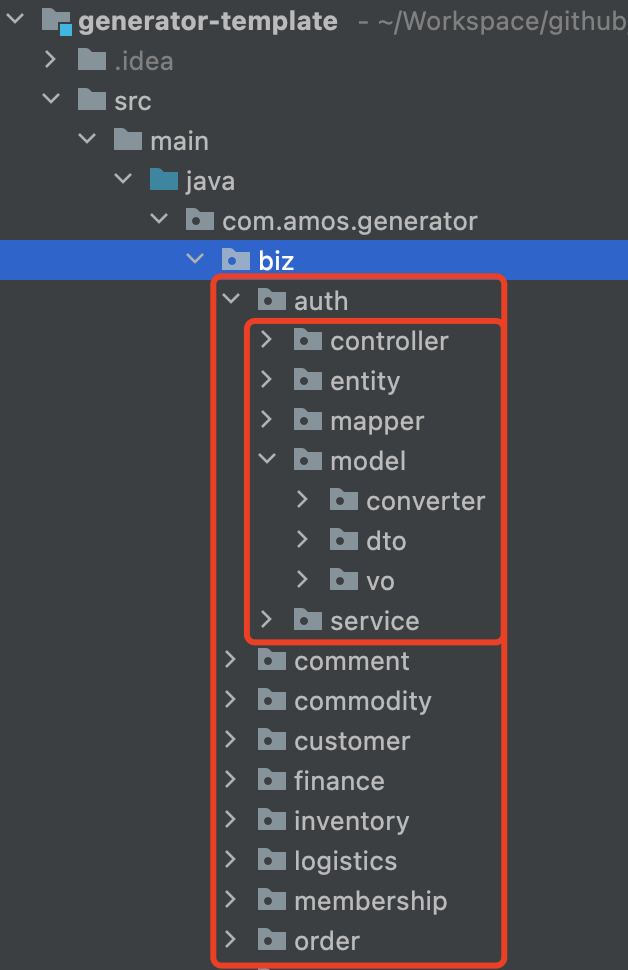 generator-template - ~/Workspace/github
.idea
src
main
java
com.amos.generator
biz
auth
controller
entity
mapper
model
converter
dto
vo
service
comment
commodity
customer
finance
inventory
logistics
membership
order